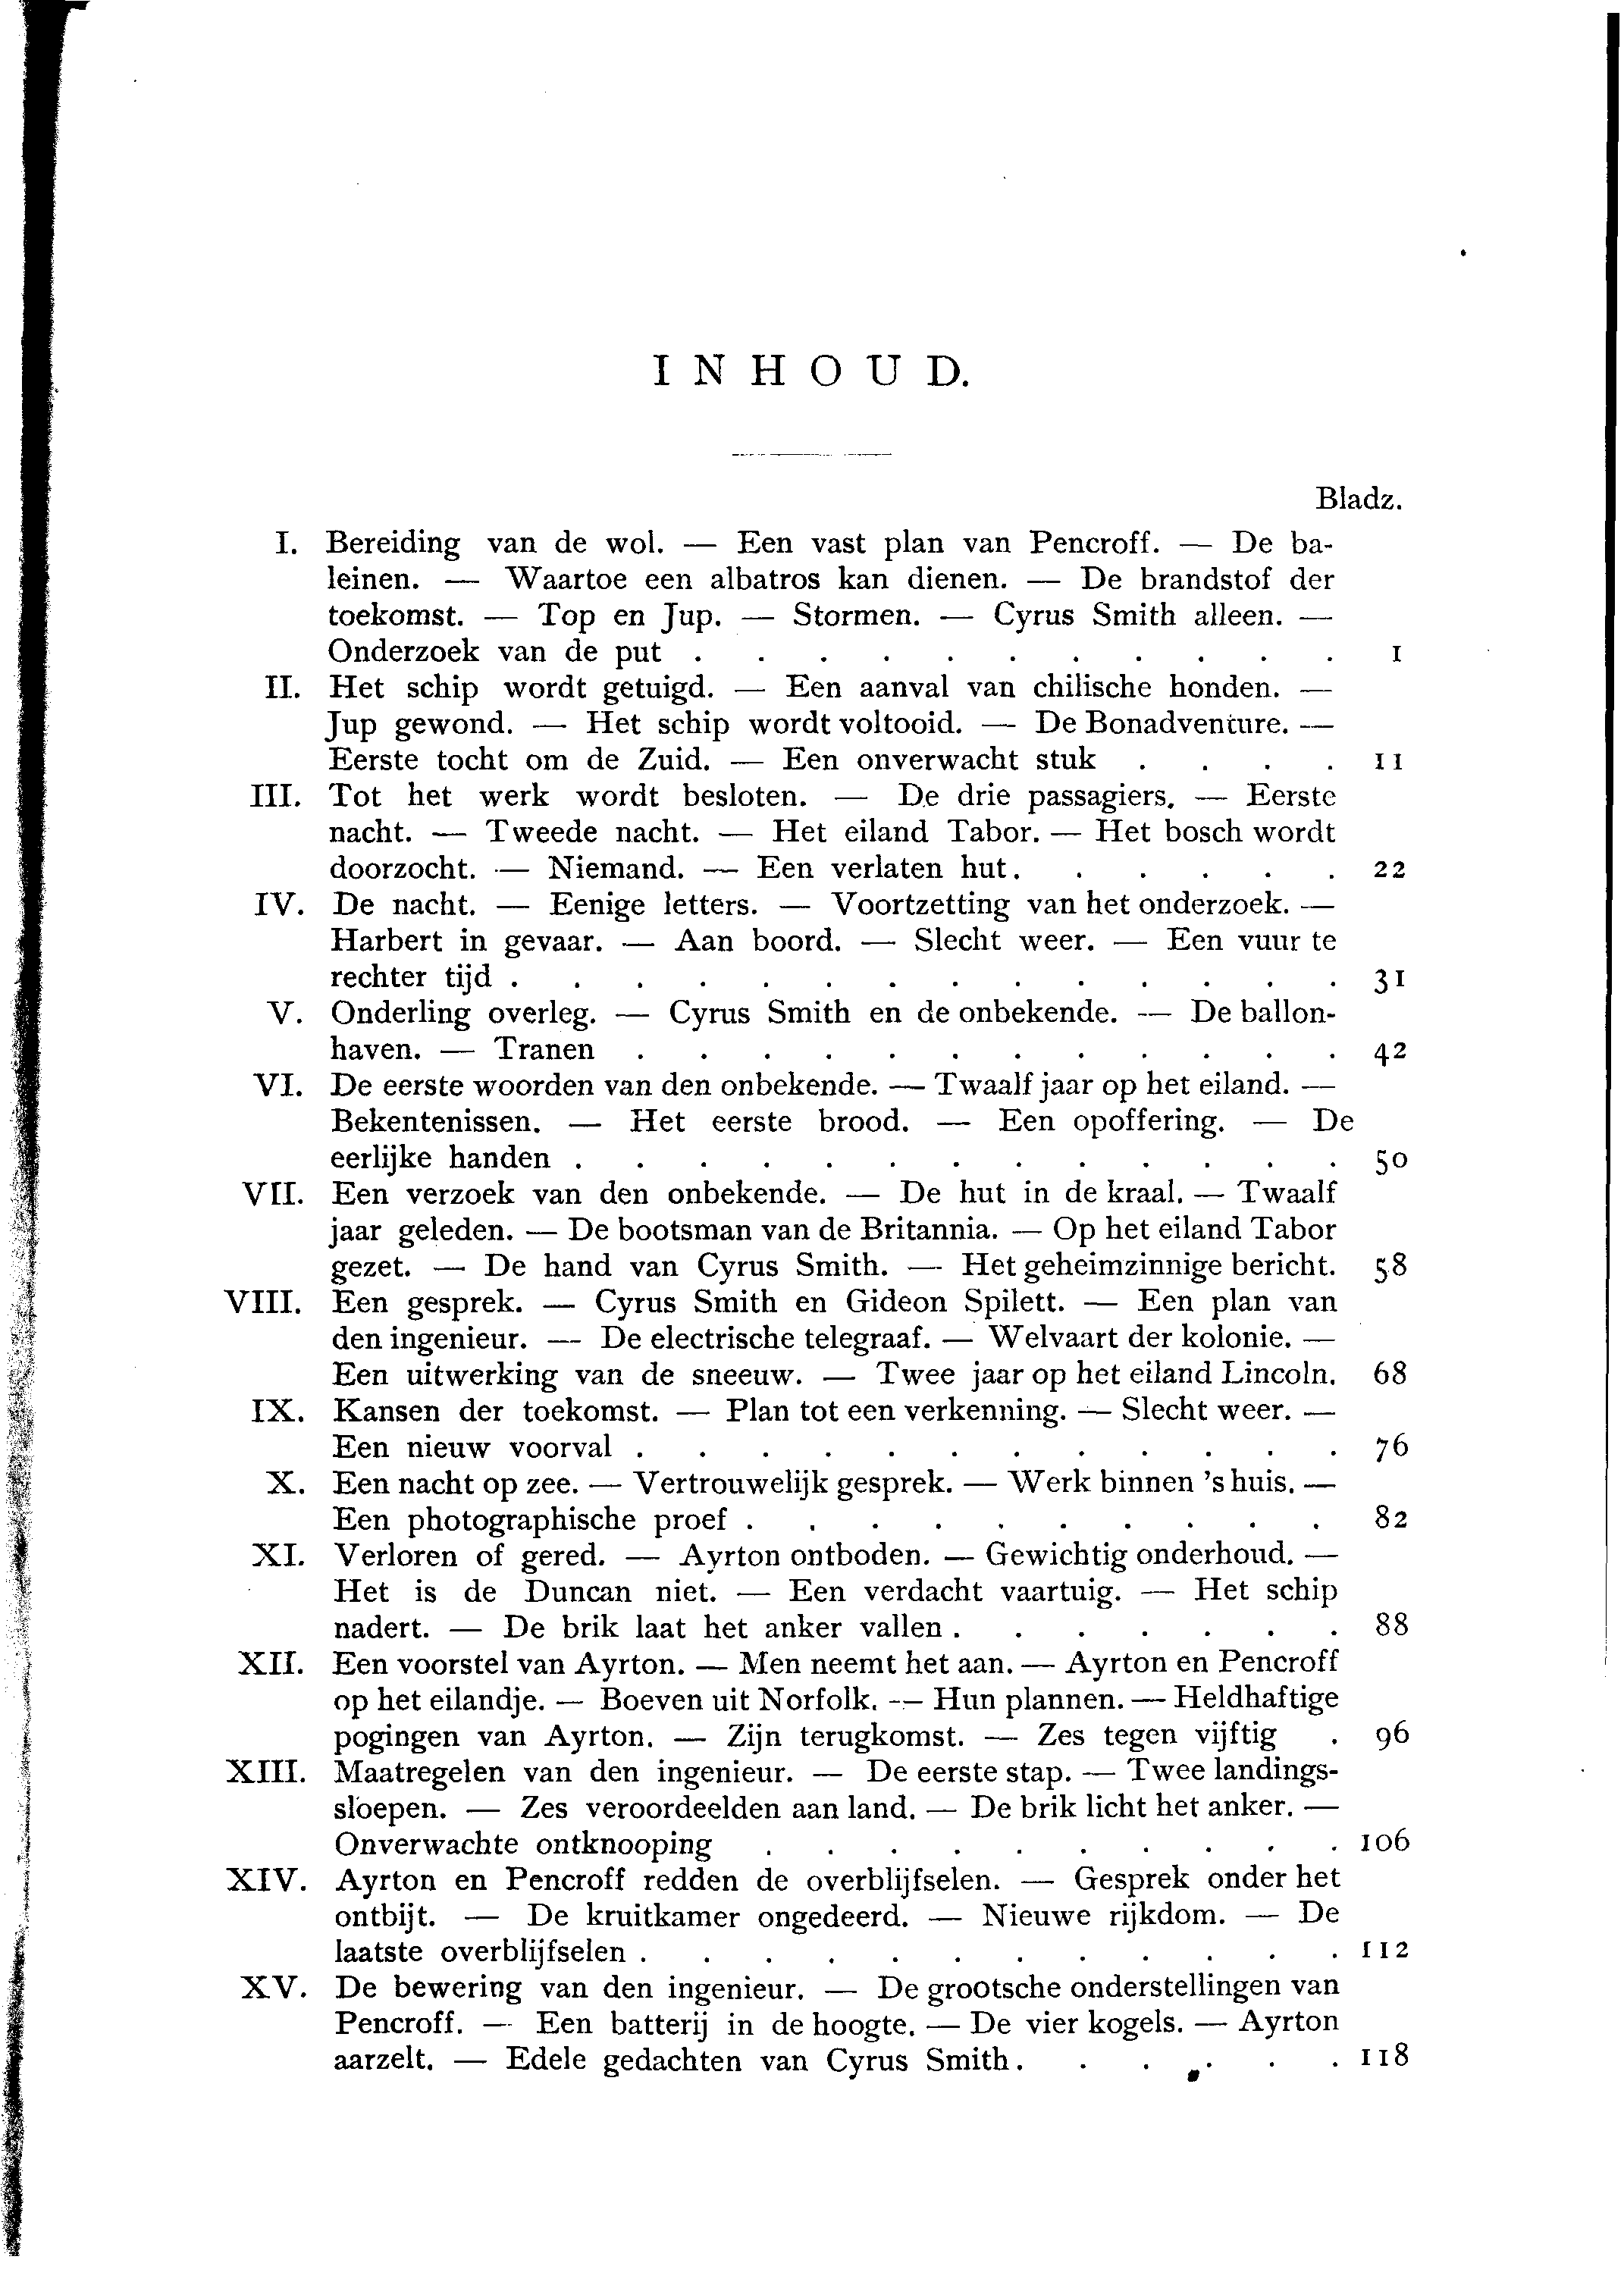 INHOUD.
Bladz.
I. Bereiding van de wol. — Een vast plan van Pencroff. — De ba-
leinen. — Waartoe een albatros kan dienen. — De brandstof der
toekomst. — Top en Jup. — Stormen. — Cyrus Smith alleen. —
Onderzoek van de put . . . . . . . . . . . 1
II. Het schip wordt getuigd. — Een aanval van chilische honden. —
Jup gewond. — Het schip wordt voltooid. — De Bonadventure. —
Eerste tocht om de Zuid. — Een onverwacht stuk . . . . 11
III. Tot het werk wordt besloten. — De drie passagiers. — Eerste
nacht. — Tweede nacht. — Het eiland Tabor. — Het bosch wordt
doorzocht. — Niemand. — Een verlaten hut. . . . . . 22
IV. De nacht. — Eenige letters. — Voortzetting van het onderzoek. —
Harbert in gevaar. — Aan boord. — Slecht weer. — Een vuur te
rechter tijd . . . . . . . . . . . . . . 31
V. Onderling overleg. — Cyrus Smith en de onbekende. — De ballon-
haven. — Tranen . . . . . . . . . . . . 42
VI. De eerste woorden van den onbekende. — Twaalf jaar op het eiland. —
Bekentenissen. — Het eerste brood. — Een opoffering. — De
eerlijke handen . . . . . . . . . . . . . 50
VII. Een verzoek van den onbekende. — De hut in de kraal. — Twaalf
jaar geleden. — De bootsman van de Britannia. — Op het eiland Tabor
gezet. — De hand van Cyrus Smith. — Het geheimzinnige bericht. 58
VIII. Een gesprek. — Cyrus Smith en Gideon Spilett. — Een plan van
den ingenieur. — De electrische telegraaf. — Welvaart der kolonie. —
Een uitwerking van de sneeuw. — Twee jaar op het eiland Lincoln. 68
IX. Kansen der toekomst. — Plan tot een verkenning. — Slecht weer. —
Een nieuw voorval . . . . . . . . . . . . 76
X. Een nacht op zee. — Vertrouwelijk gesprek. — Werk binnen 's huis. —
Een photographische proef . . . . . . . . . . 82
XI. Verloren of gered. — Ayrton ontboden. — Gewichtig onderhoud. —
Het is de Duncan niet. — Een verdacht vaartuig. — Het schip
nadert. — De brik laat het anker vallen . . . . . . . 88
XII. Een voorstel van Ayrton. — Men neemt het aan. — Ayrton en Pencroff
op het eilandje. — Boeven uit Norfolk. — Hun plannen. — Heldhaftige
pogingen van Ayrton. — Zijn terugkomst. — Zes tegen vijftig . 96
XIII. Maatregelen van den ingenieur. — De eerste stap. — Twee landings-
sloepen. — Zes veroordeelden aan land. — De brik licht het anker. —
Onverwachte ontknooping . . . . . . . . . . 106
XIV. Ayrton en Pencroff redden de overblijfselen. — Gesprek onder het
ontbijt. — De kruitkamer ongedeerd. — Nieuwe rijkdom. — De
laatste overblijfselen . . . . . . . . . . . . 112
XV. De bewering van den ingenieur. — De grootsche onderstellingen van
Pencroff. — Een batterij in de hoogte. — De vier kogels. — Ayrton
aarzelt. — Edele gedachten van Cyrus Smith. . . . . . 118